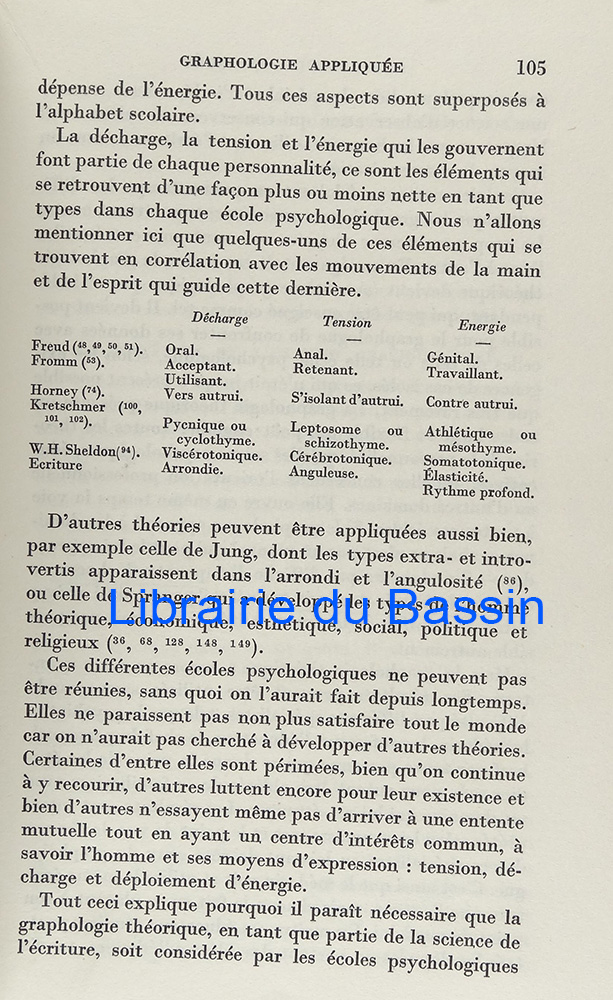 GRAPHOLOGIE APPLIQUÉE 105
dépense de l'énergie. Tous ces aspects sont superposés à
l'alphabet scolaire.
La décharge, la tension et l'énergie qui les gouvernent
font partie de chaque personnalité, ce sont les éléments qui
se retrouvent d'une façon plus ou moins nette en tant que
types dans chaque école psychologique. Nous n'allons
mentionner ici que quelques-uns de ces éléments qui se
trouvent en corrélation avec les mouvements de la main
et de l'esprit qui guide cette dernière.
Décharge Tension Energie
Freud (⁴⁸, ⁴⁹, ⁵⁰, ⁵¹). Oral. Anal. Génital.
Fromm (⁵³). Acceptant. Retenant. Travaillant.
Utilisant.
Horney (⁷⁴). Vers autrui. S'isolant d'autrui. Contre autrui.
Kretschmer (¹⁰⁰,
¹⁰¹, ¹⁰²). Pycnique ou Leptosome ou Athlétique ou
cyclothyme. schizothyme. mésothyme.
W.H. Sheldon(⁹⁴). Viscérotonique. Cérébrotonique. Somatotonique.
Ecriture Arrondie. Anguleuse. Élasticité.
Rythme profond.
D'autres théories peuvent être appliquées aussi bien,
par exemple celle de Jung, dont les types extra- et intro-
vertis apparaissent dans l'arrondi et l'angulosité (⁸⁶),
ou celle de Spranger qui a développé les types de l'homme
Librairie du Bassin
théorique, économique, esthétique, social, politique et
religieux (³⁶, ⁶⁸, ¹²⁸, ¹⁴⁸, ¹⁴⁹).
Ces différentes écoles psychologiques ne peuvent pas
être réunies, sans quoi on l'aurait fait depuis longtemps.
Elles ne paraissent pas non plus satisfaire tout le monde
car on n'aurait pas cherché à développer d'autres théories.
Certaines d'entre elles sont périmées, bien qu'on continue
à y recourir, d'autres luttent encore pour leur existence et
bien d'autres n'essayent même pas d'arriver à une entente
mutuelle tout en ayant un centre d'intérêts commun, à
savoir l'homme et ses moyens d'expression : tension, dé-
charge et déploiement d'énergie.
Tout ceci explique pourquoi il paraît nécessaire que la
graphologie théorique, en tant que partie de la science de
l'écriture, soit considérée par les écoles psychologiques